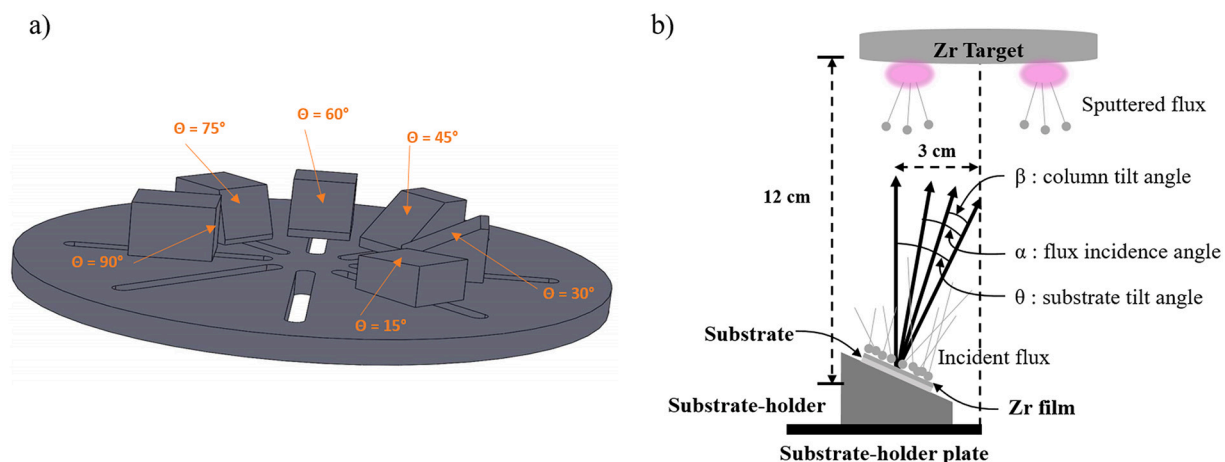 a)
Θ = 60°
Θ = 75°
Θ = 45°
Θ = 90°
Θ = 30°
Θ = 15°
b)
Zr Target
Sputtered flux
3 cm
12 cm
β : column tilt angle
α : flux incidence angle
θ : substrate tilt angle
Substrate
Incident flux
Substrate-holder
Zr film
Substrate-holder plate